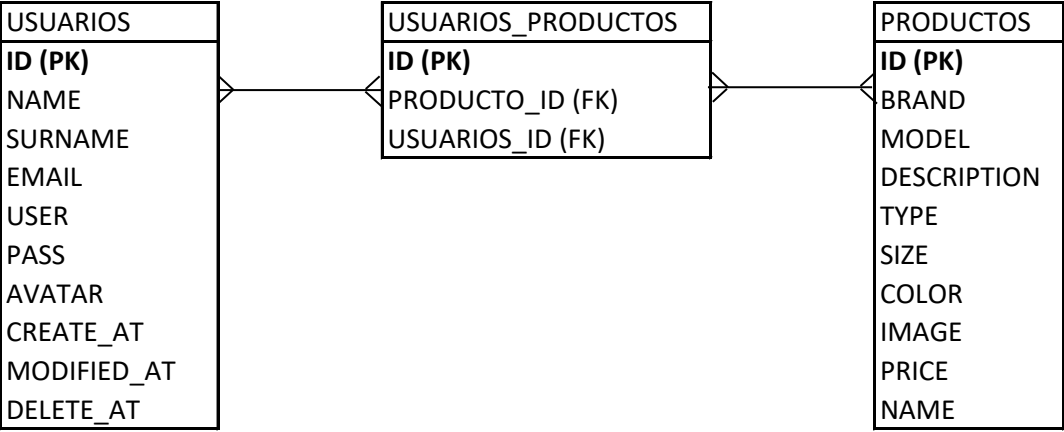 USUARIOS
ID (PK)
NAME
SURNAME
EMAIL
USER
PASS
AVATAR
CREATE_AT
MODIFIED_AT
DELETE_AT
USUARIOS_PRODUCTOS
ID (PK)
PRODUCTO_ID (FK)
USUARIOS_ID (FK)
PRODUCTOS
ID (PK)
BRAND
MODEL
DESCRIPTION
TYPE
SIZE
COLOR
IMAGE
PRICE
NAME